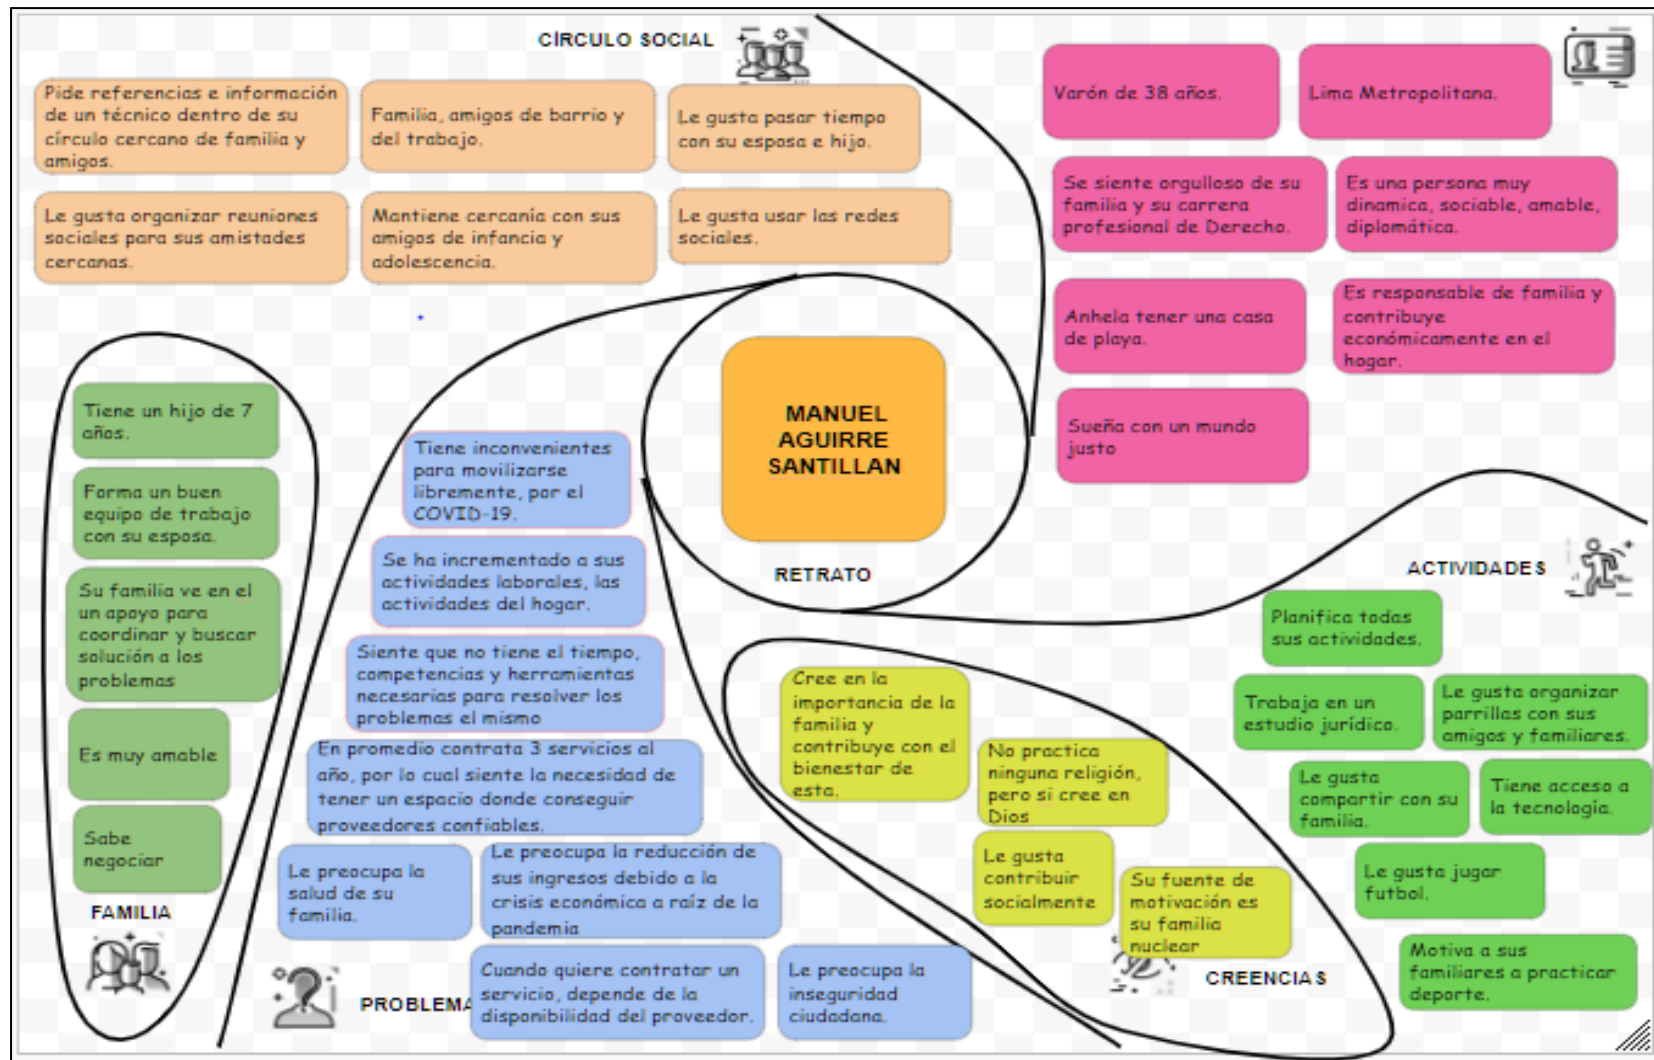 CÍRCULO SOCIAL
Pide referencias e información
de un técnico dentro de su
círculo cercano de familia y
amigos.
Familia, amigos de barrio y
del trabajo.
Le gusta pasar tiempo
con su esposa e hijo.
Le gusta organizar reuniones
sociales para sus amistades
cercanas.
Mantiene cercanía con sus
amigos de infancia y
adolescencia.
Le gusta usar las redes
sociales.
Varón de 38 años.
Lima Metropolitana.
Se siente orgulloso de su
familia y su carrera
profesional de Derecho.
Es una persona muy
dinamica, sociable, amable,
diplomática.
Anhela tener una casa
de playa.
Es responsable de familia y
contribuye
económicamente en el
hogar.
Sueña con un mundo
justo
MANUEL
AGUIRRE
SANTILLAN
RETRATO
Tiene un hijo de 7
años.
Forma un buen
equipo de trabajo
con su esposa.
Su familia ve en el
un apoyo para
coordinar y buscar
solución a los
problemas
Es muy amable
Sabe
negociar
FAMILIA
Tiene inconvenientes
para movilizarse
libremente, por el
COVID-19.
Se ha incrementado a sus
actividades laborales, las
actividades del hogar.
Siente que no tiene el tiempo,
competencias y herramientas
necesarias para resolver los
problemas el mismo
En promedio contrata 3 servicios al
año, por lo cual siente la necesidad de
tener un espacio donde conseguir
proveedores confiables.
Le preocupa la
salud de su
familia.
Le preocupa la reducción de
sus ingresos debido a la
crisis económica a raíz de la
pandemia
Cuando quiere contratar un
servicio, depende de la
disponibilidad del proveedor.
Le preocupa la
inseguridad
ciudadana.
PROBLEMA
Cree en la
importancia de la
familia y
contribuye con el
bienestar de
esta.
No practica
ninguna religión,
pero si cree en
Dios
Le gusta
contribuir
socialmente
Su fuente de
motivación es
su familia
nuclear
CREENCIAS
ACTIVIDADES
Planifica todas
sus actividades.
Trabaja en un
estudio jurídico.
Le gusta organizar
parrillas con sus
amigos y familiares.
Le gusta
compartir con su
familia.
Tiene acceso a
la tecnología.
Le gusta jugar
futbol.
Motiva a sus
familiares a practicar
deporte.